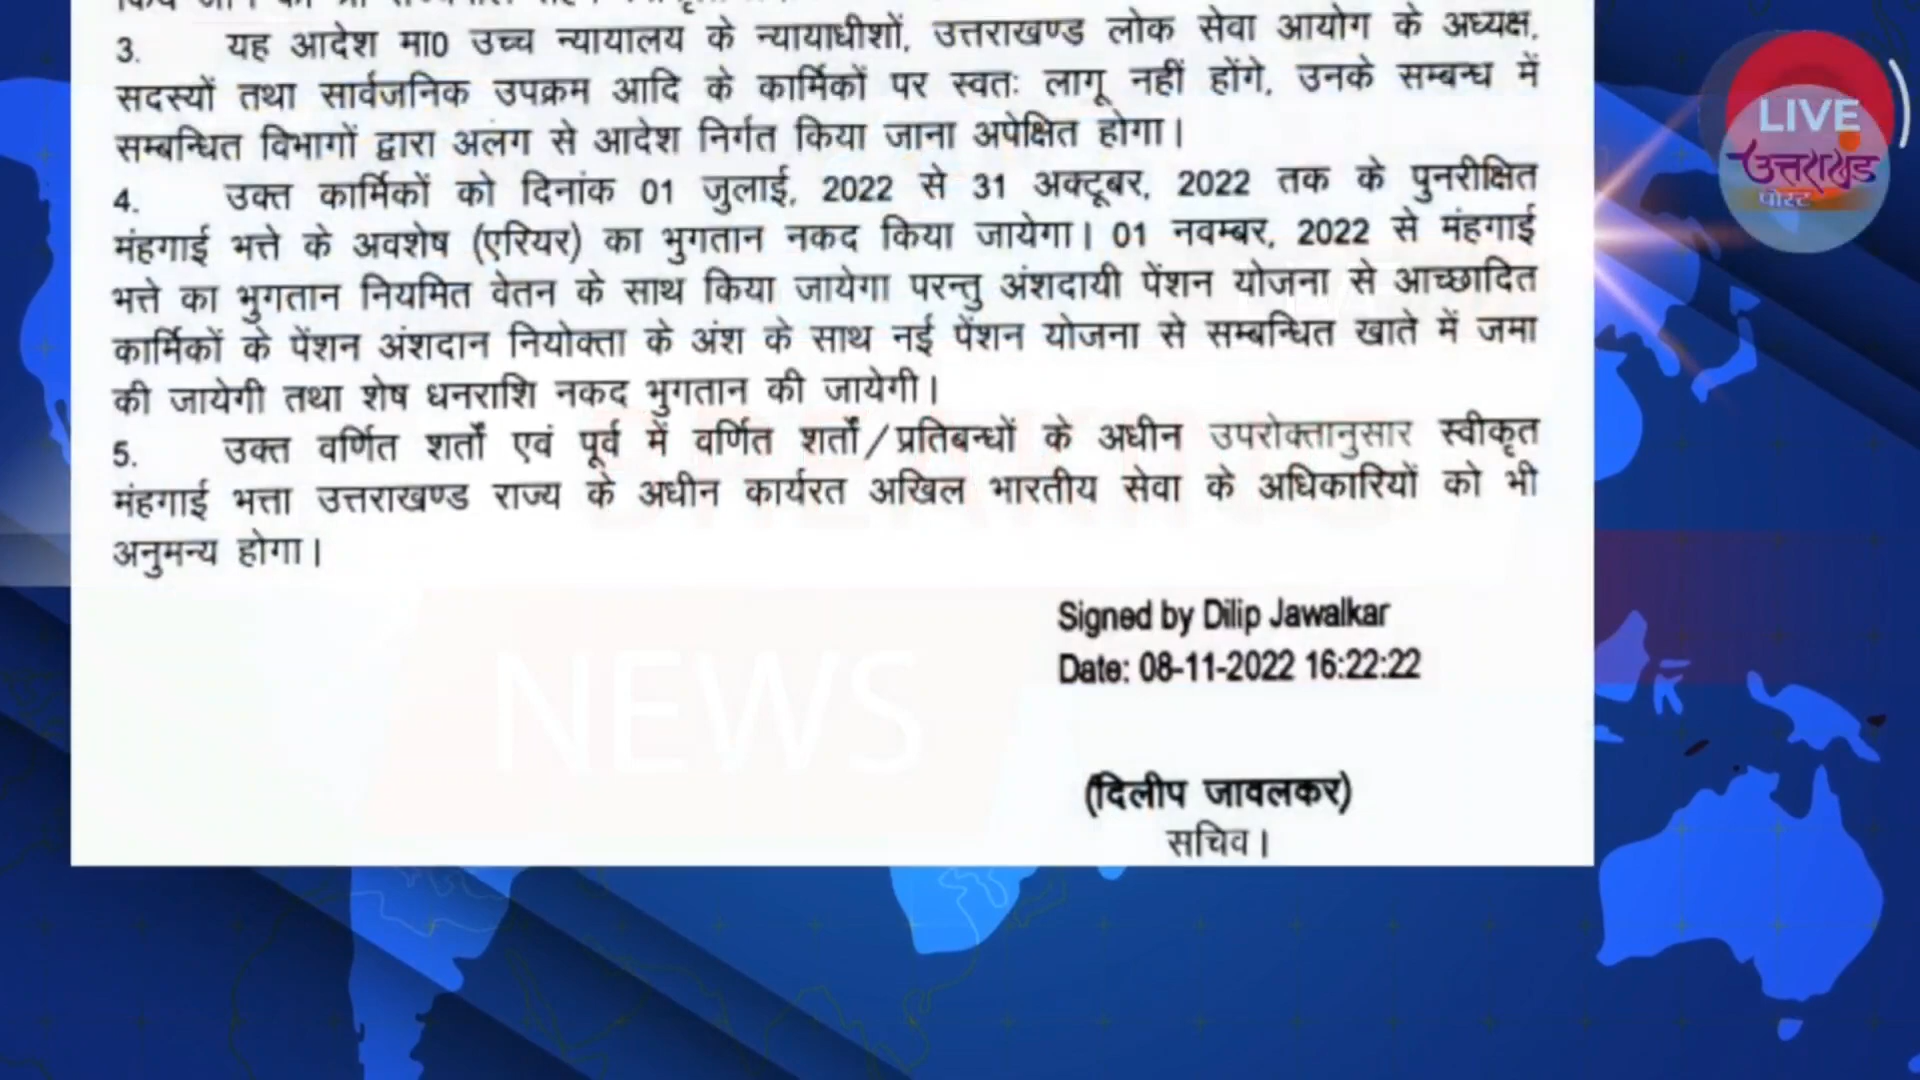 3. यह आदेश मा0 उच्च न्यायालय के न्यायाधीशों, उत्तराखण्ड लोक सेवा आयोग के अध्यक्ष,
सदस्यों तथा सार्वजनिक उपक्रम आदि के कार्मिकों पर स्वतः लागू नहीं होंगे, उनके सम्बन्ध में
सम्बन्धित विभागों द्वारा अलग से आदेश निर्गत किया जाना अपेक्षित होगा।
4. उक्त कार्मिकों को दिनांक 01 जुलाई, 2022 से 31 अक्टूबर, 2022 तक के पुनरीक्षित
मंहगाई भत्ते के अवशेष (एरियर) का भुगतान नकद किया जायेगा। 01 नवम्बर, 2022 से मंहगाई
भत्ते का भुगतान नियमित वेतन के साथ किया जायेगा परन्तु अंशदायी पेंशन योजना से आच्छादित
कार्मिकों के पेंशन अंशदान नियोक्ता के अंश के साथ नई पेंशन योजना से सम्बन्धित खाते में जमा
की जायेगी तथा शेष धनराशि नकद भुगतान की जायेगी।
5. उक्त वर्णित शर्तों एवं पूर्व में वर्णित शर्तों/प्रतिबन्धों के अधीन उपरोक्तानुसार स्वीकृत
मंहगाई भत्ता उत्तराखण्ड राज्य के अधीन कार्यरत अखिल भारतीय सेवा के अधिकारियों को भी
अनुमन्य होगा।
Signed by Dilip Jawalkar
Date: 08-11-2022 16:22:22
(दिलीप जावलकर)
सचिव।
NEWS
LIVE
उत्तराखंड
पोस्ट